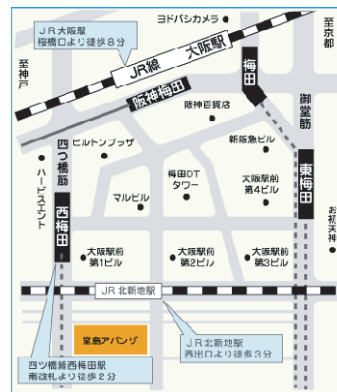 ヨドバシカメラ
至京都
JR大阪駅
桜橋口より徒歩8分
JR線 大阪駅
至神戸
阪神梅田
梅田
阪神百貨店
御堂筋
ヒルトンプラザ
新阪急ビル
四つ橋筋
ハービスエント
梅田DT
タワー
大阪駅前
第4ビル
東梅田
マルビル
西梅田
お初天神
大阪駅前
第1ビル
大阪駅前
第2ビル
大阪駅前
第3ビル
JR北新地駅
堂島アバンザ
JR北新地駅
西出口より徒歩3分
四ツ橋線西梅田駅
南改札より徒歩2分